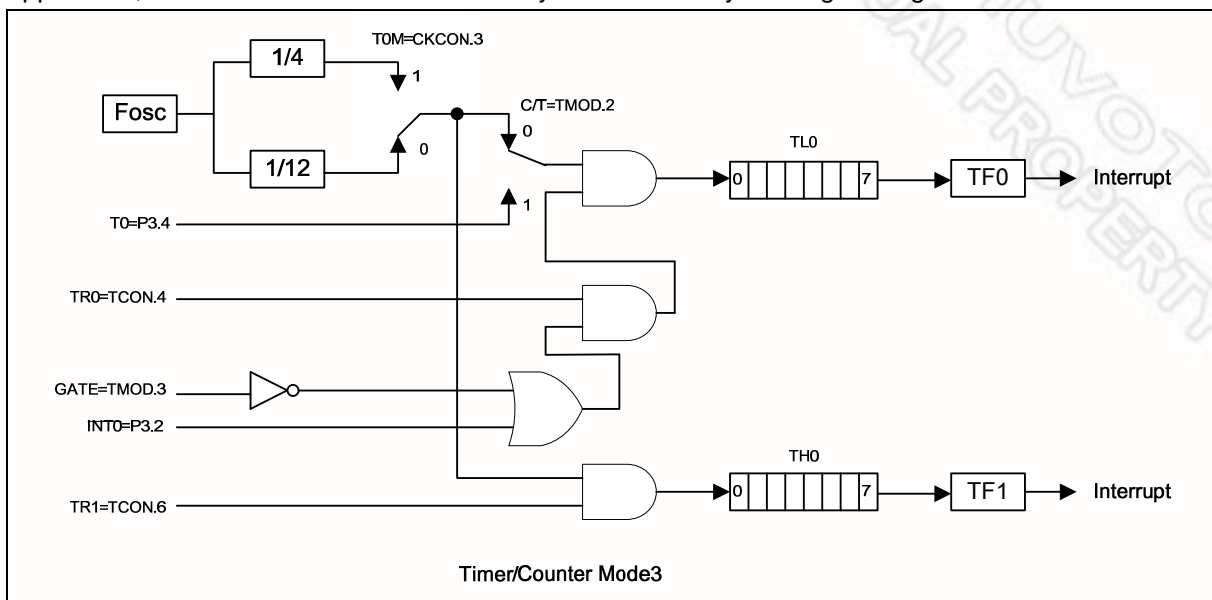 1/4
T0M=CKCON.3
1
Fosc
C/T=TMOD.2
0
0
1/12
TL0
0 7
TF0
Interrupt
1
T0=P3.4
TR0=TCON.4
GATE=TMOD.3
INT0=P3.2
TH0
0 7
TF1
Interrupt
TR1=TCON.6
Timer/Counter Mode3